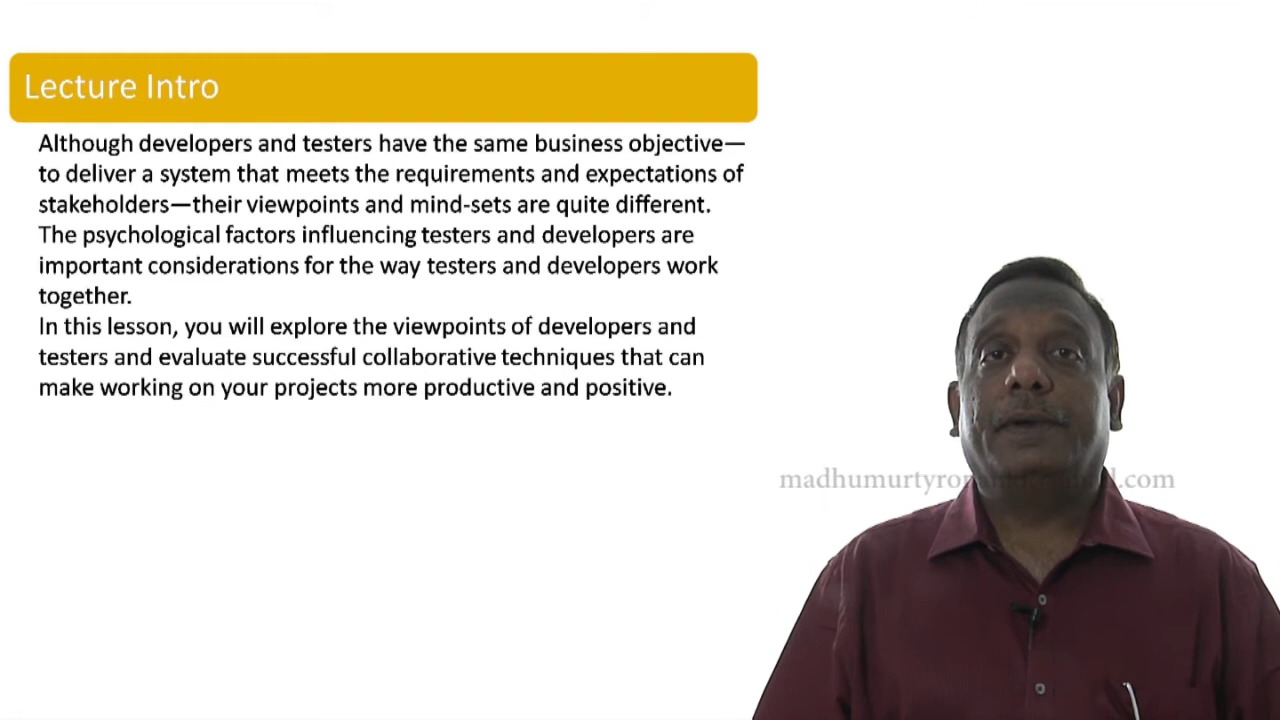 Lecture Intro
Although developers and testers have the same business objective—
to deliver a system that meets the requirements and expectations of
stakeholders—their viewpoints and mind-sets are quite different.
The psychological factors influencing testers and developers are
important considerations for the way testers and developers work
together.
In this lesson, you will explore the viewpoints of developers and
testers and evaluate successful collaborative techniques that can
make working on your projects more productive and positive.